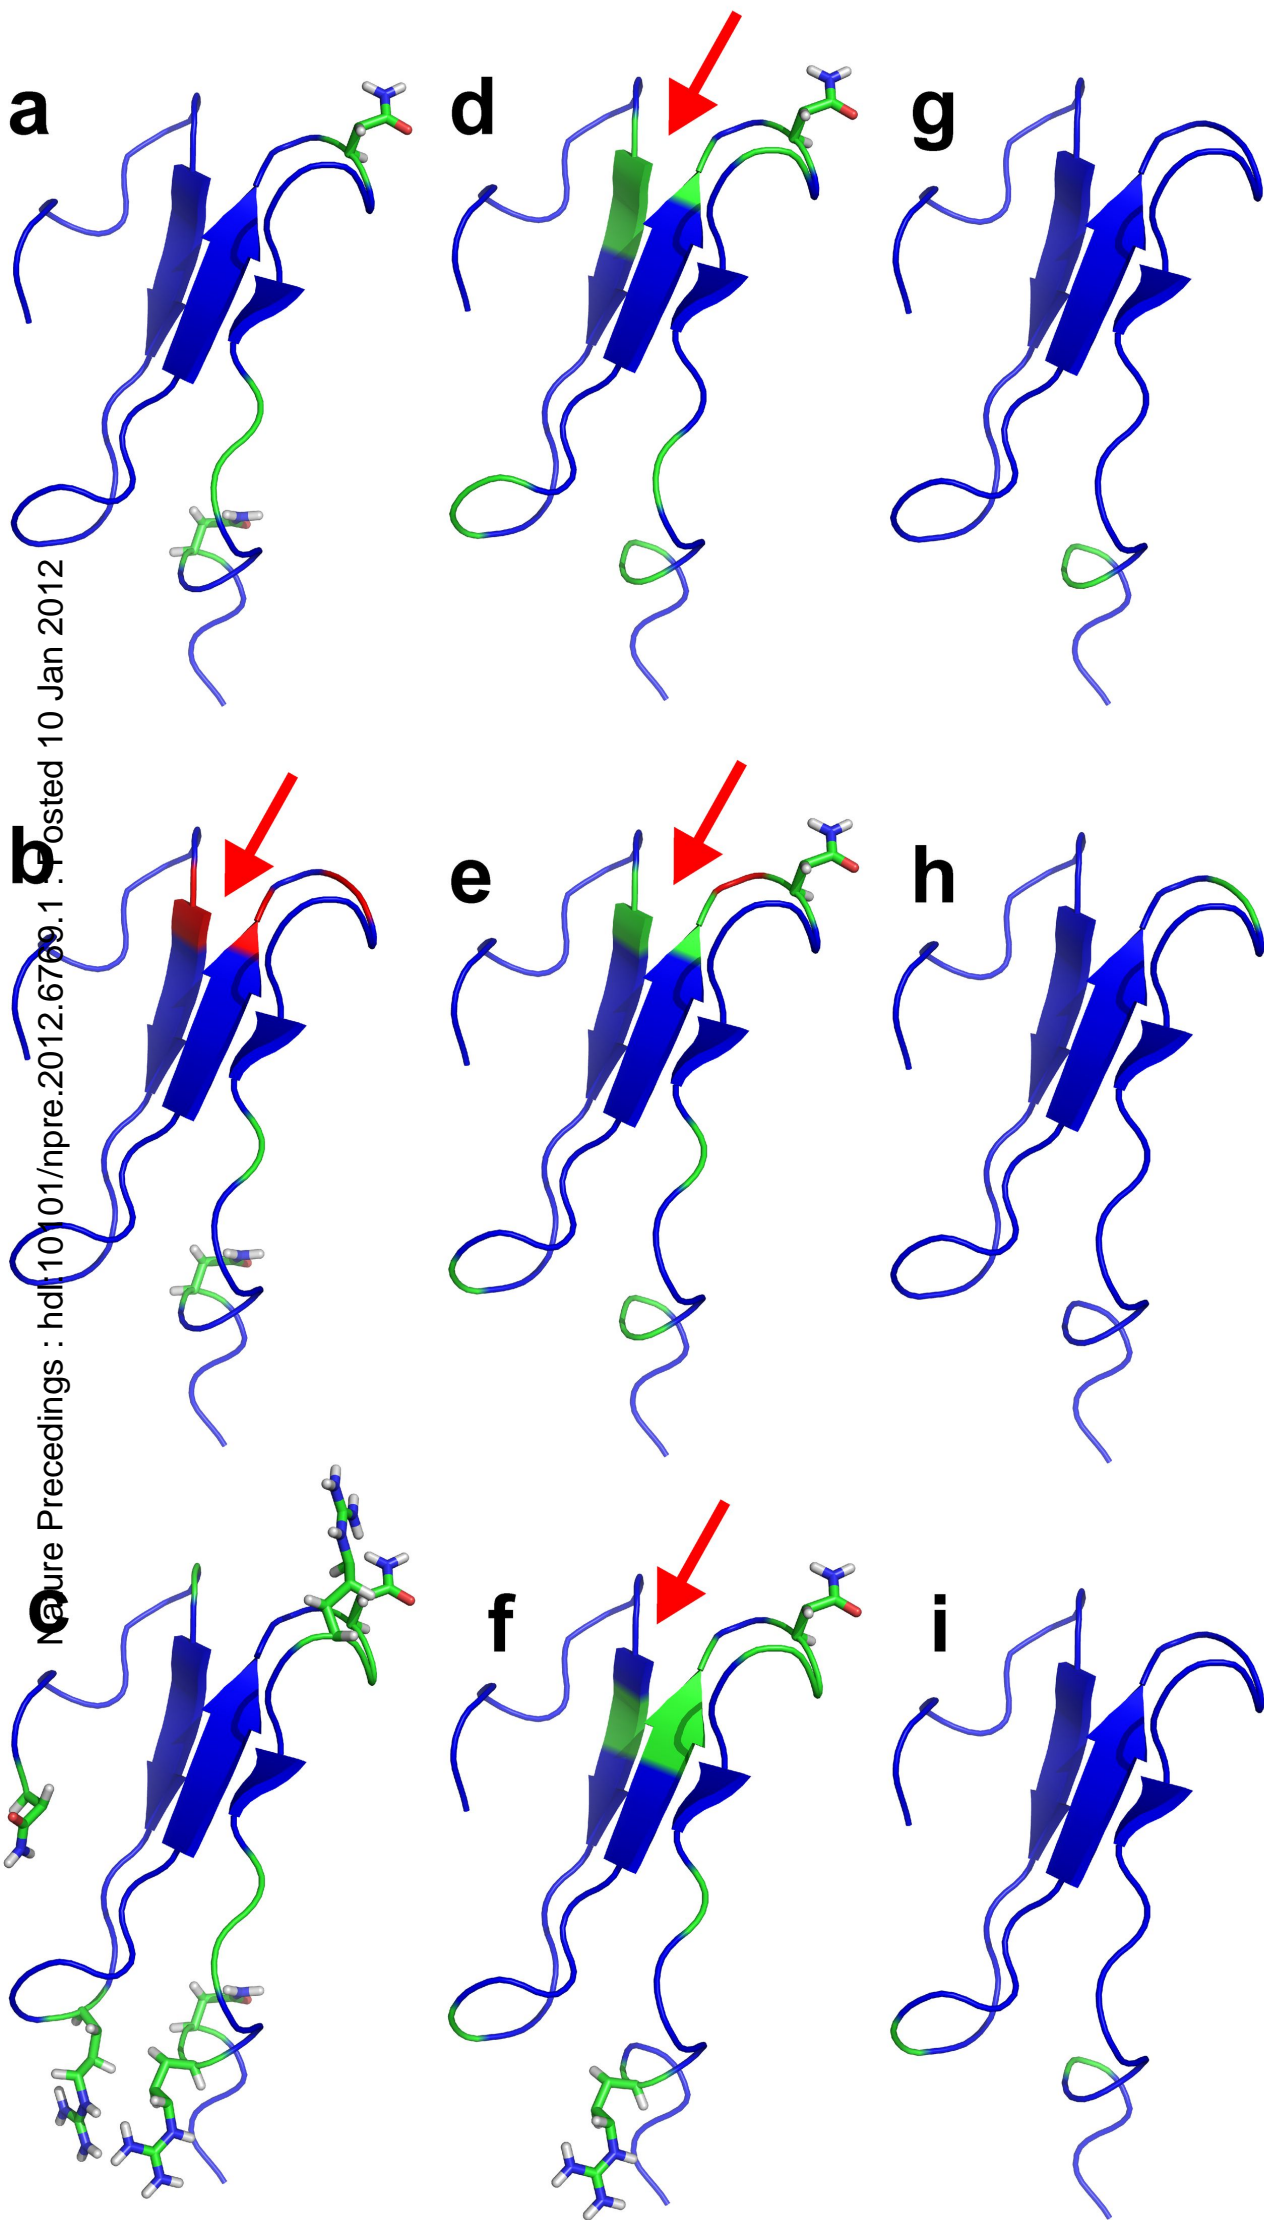 a
d
g
b
e
h
c
f
i
Nature Precedings : hdl:10101/npre.2012.6769.1 : Posted 10 Jan 2012